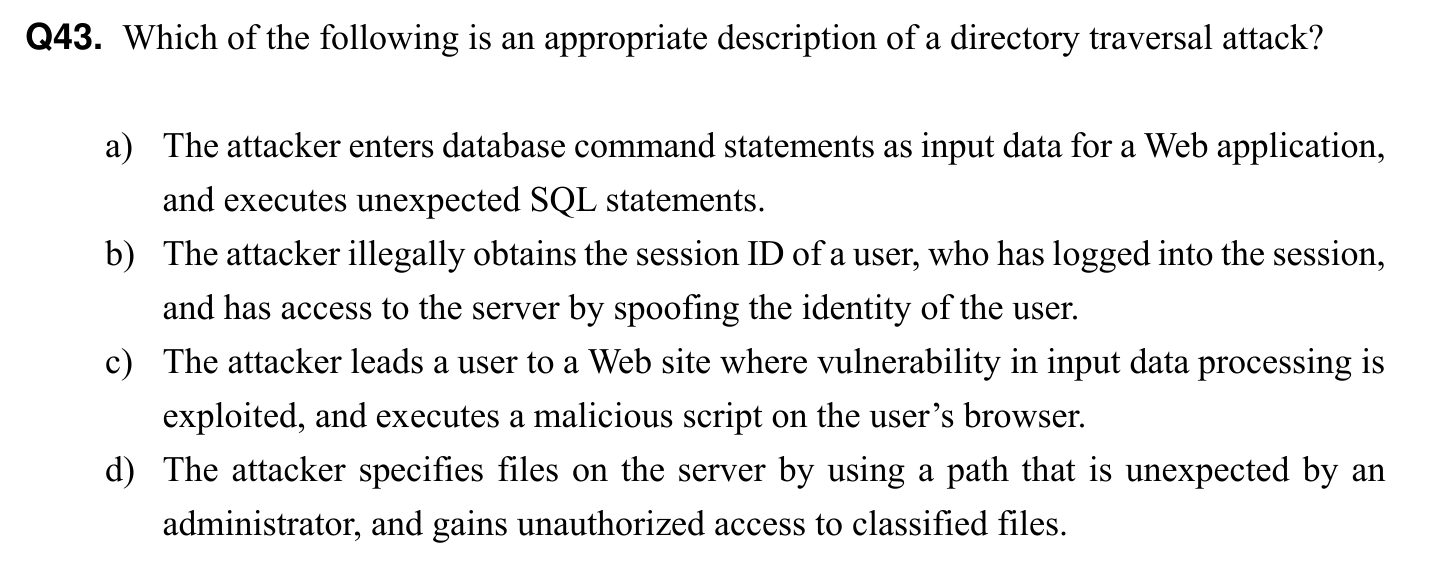 Q43. Which of the following is an appropriate description of a directory traversal attack?
a) The attacker enters database command statements as input data for a Web application,
and executes unexpected SQL statements.
b) The attacker illegally obtains the session ID of a user, who has logged into the session,
and has access to the server by spoofing the identity of the user.
c) The attacker leads a user to a Web site where vulnerability in input data processing is
exploited, and executes a malicious script on the user’s browser.
d) The attacker specifies files on the server by using a path that is unexpected by an
administrator, and gains unauthorized access to classified files.